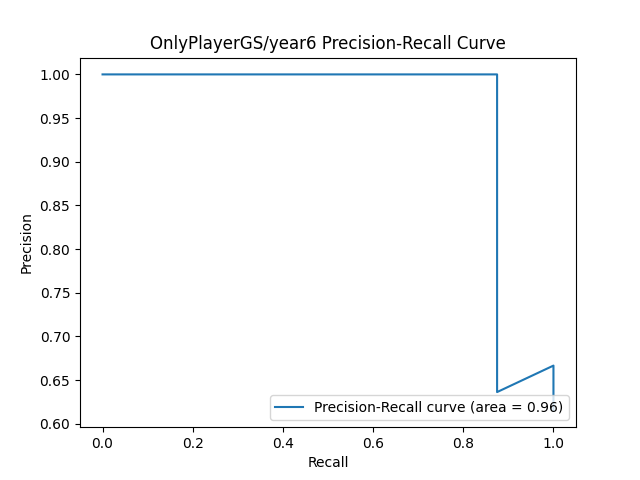 OnlyPlayerGS/year6 Precision-Recall Curve
1.00
0.95
0.90
0.85
0.80
0.75
0.70
0.65
0.60
Precision
Precision-Recall curve (area = 0.96)
0.0 0.2 0.4 0.6 0.8 1.0
Recall